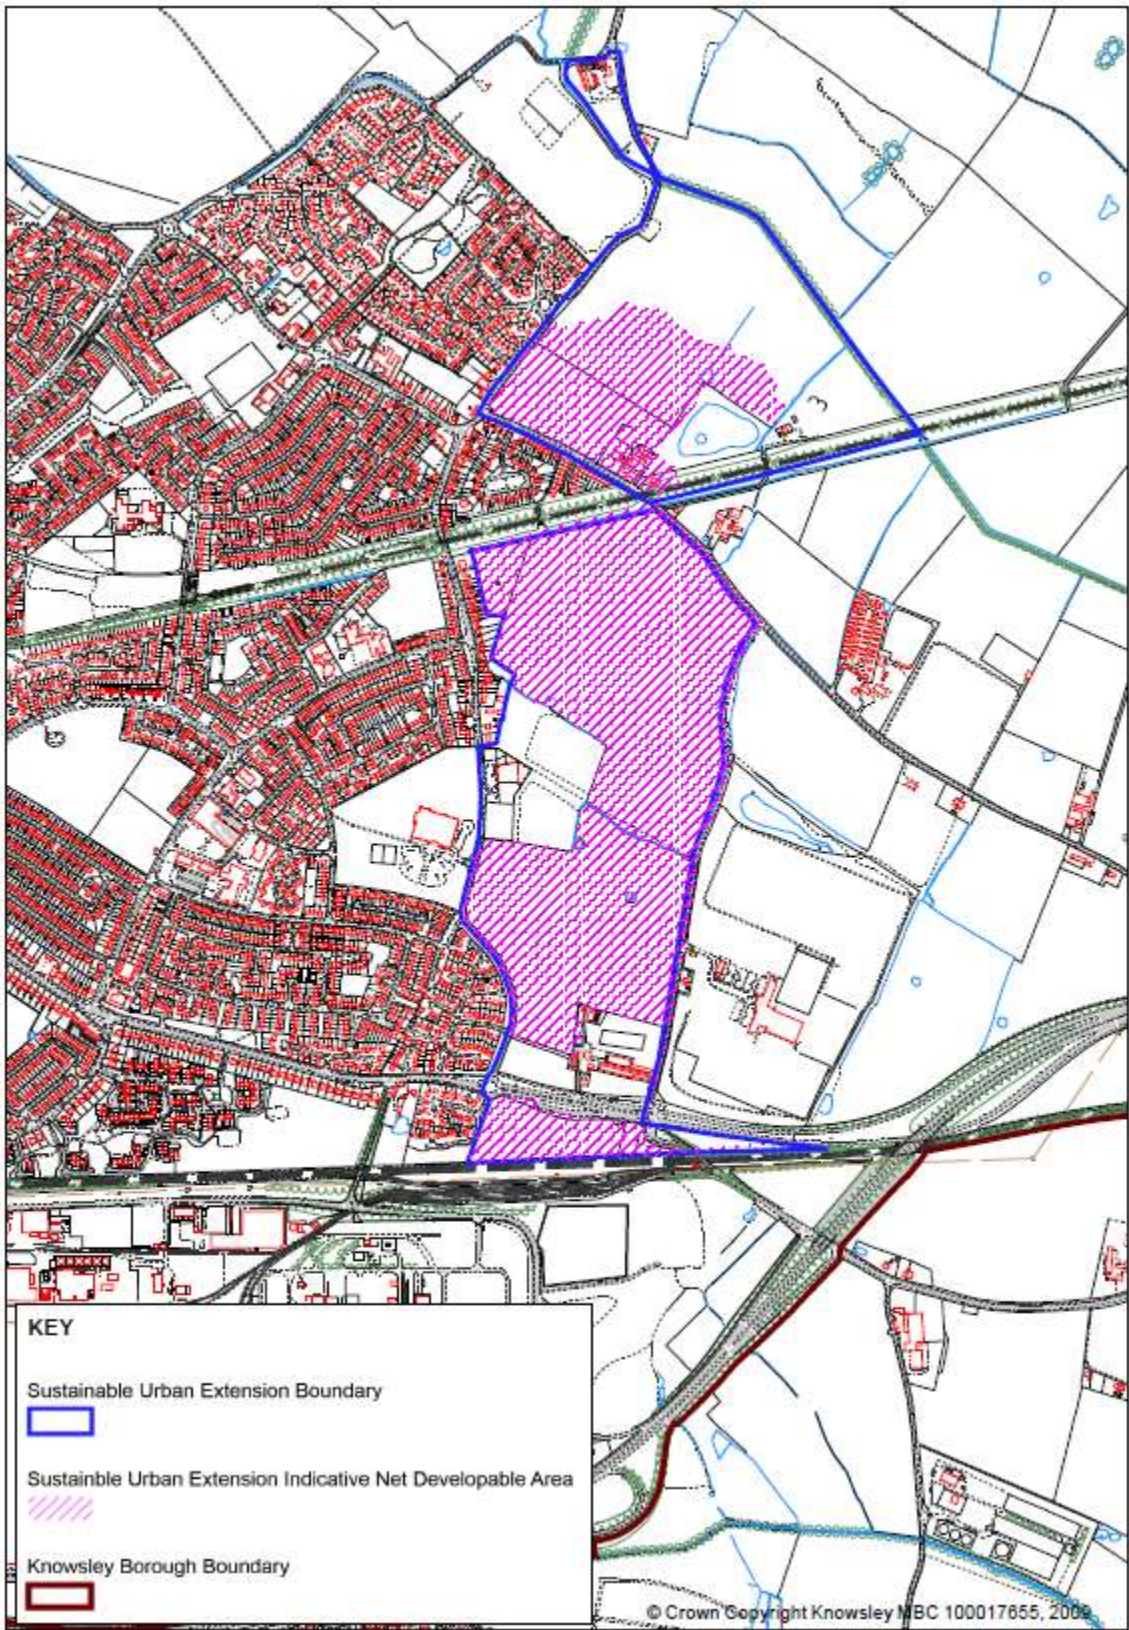 KEY
Sustainable Urban Extension Boundary
Sustainble Urban Extension Indicative Net Developable Area
Knowsley Borough Boundary
© Crown Copyright Knowsley MBC 100017655, 2009